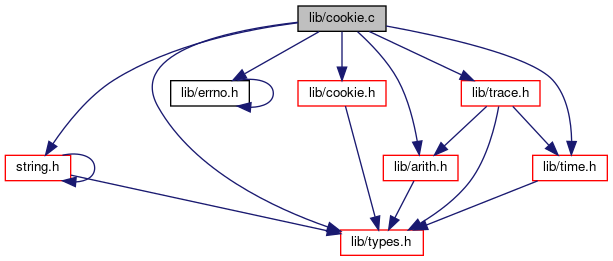 lib/cookie.c
lib/errno.h
lib/cookie.h
lib/trace.h
string.h
lib/arith.h
lib/time.h
lib/types.h